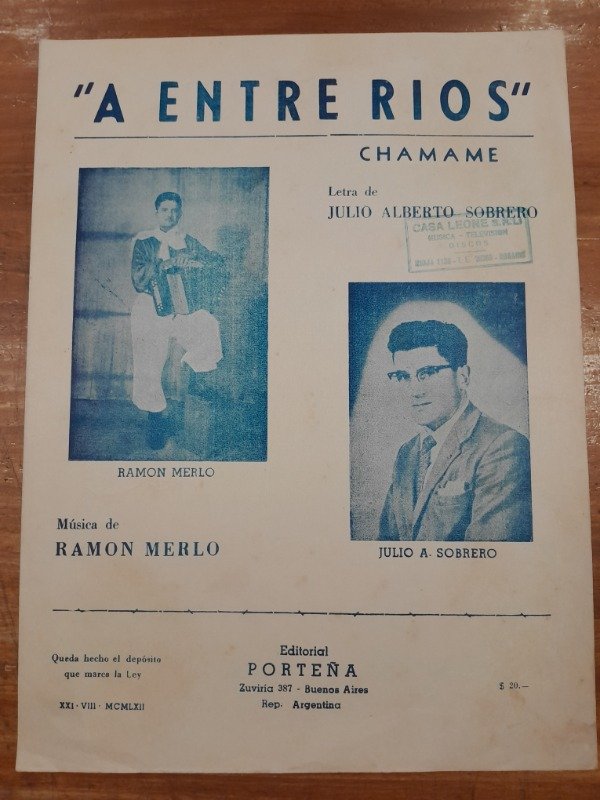 "A ENTRE RIOS"
CHAMAME
Letra de
JULIO ALBERTO SOBRERO
CASA LEONE S.R.L.
MUSICA - TELEVISION
DISCOS
RAMON MERLO
Música de
RAMON MERLO
JULIO A. SOBRERO
Queda hecho el depósito
que marca la Ley
XXI · VIII · MCMLXII
Editorial
PORTEÑA
Zuviría 387 - Buenos Aires
Rep. Argentina
$ 20.—